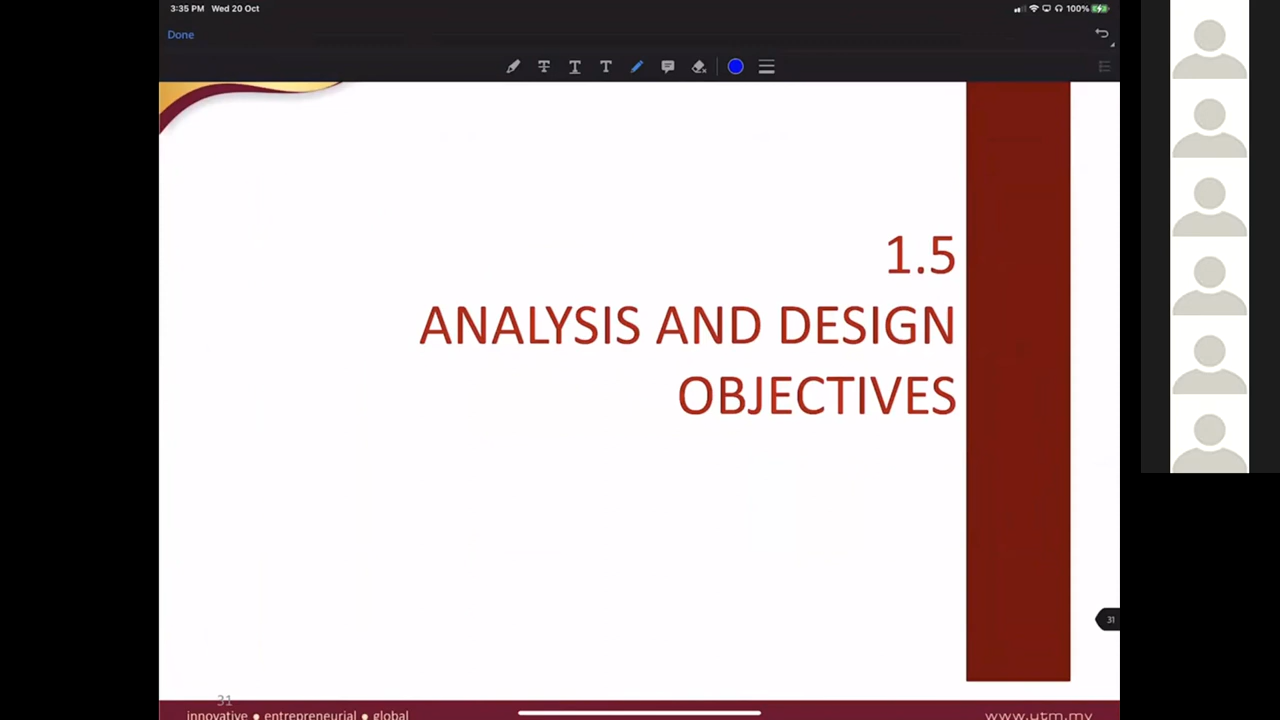 3:35 PM Wed 20 Oct
100%
Done
T T T
1.5
ANALYSIS AND DESIGN
OBJECTIVES
31
31
innovative ● entrepreneurial ● global
www.utm.my